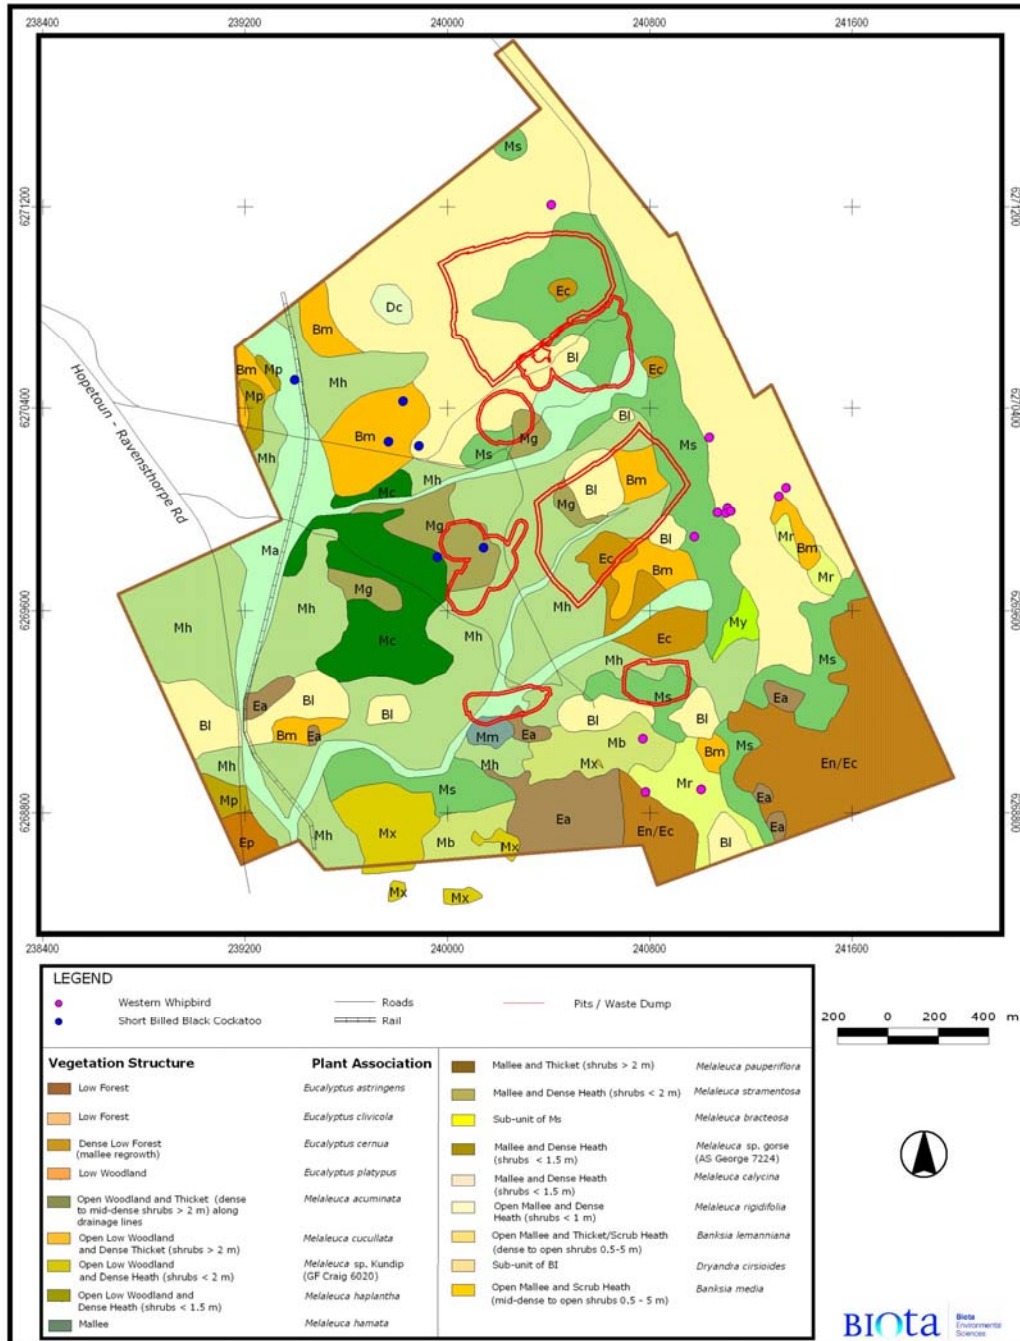 238400 239200 240000 240800 241600
Ms
6271200 6271200
Ec
Dc
Bm
Bl
Bm Mp Mh Ec
Mp
6270400 6270400
Bl
Bm Mg Ms
Ms
Mh Mh Bl Bm
Mc Mg
Hopetoun - Ravensthorpe Rd
Mg Bl Mr
Ma Ec Bm Bm
Mg Mr
Mh Mh
6269600 6269600
Mh Mc Mh Ec My
Mh Ms
Ms
Ea Bl Ea
Bl Bl Bl Bl
Bm Ea Mm Ea Mb Bm Ms
Mh Mh Mx En/Ec
Mr
Mp Ms Ea
6268800 6268800
Ep Mh Mx Mb Mx Ea En/Ec Bl Ea
Mx Mx
238400 239200 240000 240800 241600
LEGEND
Western Whipbird Roads Pits / Waste Dump
Short Billed Black Cockatoo Rail
200 0 200 400 m
Vegetation Structure Plant Association
Low Forest Eucalyptus astringens
Low Forest Eucalyptus clivicola
Dense Low Forest Eucalyptus cernua
(mallee regrowth)
Low Woodland Eucalyptus platypus
Open Woodland and Thicket (dense Melaleuca acuminata
to mid-dense shrubs > 2 m) along
drainage lines
Open Low Woodland Melaleuca cucullata
and Dense Thicket (shrubs > 2 m)
Open Low Woodland Melaleuca sp. Kundip
and Dense Heath (shrubs < 2 m) (GF Craig 6020)
Open Low Woodland and Melaleuca haplantha
Dense Heath (shrubs < 1.5 m)
Mallee Melaleuca hamata
Mallee and Thicket (shrubs > 2 m) Melaleuca pauperiflora
Mallee and Dense Heath (shrubs < 2 m) Melaleuca stramentosa
Sub-unit of Ms Melaleuca bracteosa
Mallee and Dense Heath Melaleuca sp. gorse
(shrubs < 1.5 m) (AS George 7224)
Mallee and Dense Heath Melaleuca calycina
(shrubs < 1.5 m)
Open Mallee and Dense Melaleuca rigidifolia
Heath (shrubs < 1 m)
Open Mallee and Thicket/Scrub Heath Banksia lemanniana
(dense to open shrubs 0.5-5 m)
Sub-unit of Bl Dryandra cirsioides
Open Mallee and Scrub Heath Banksia media
(mid-dense to open shrubs 0.5 - 5 m)
BIOta Biota
Environmental
Sciences